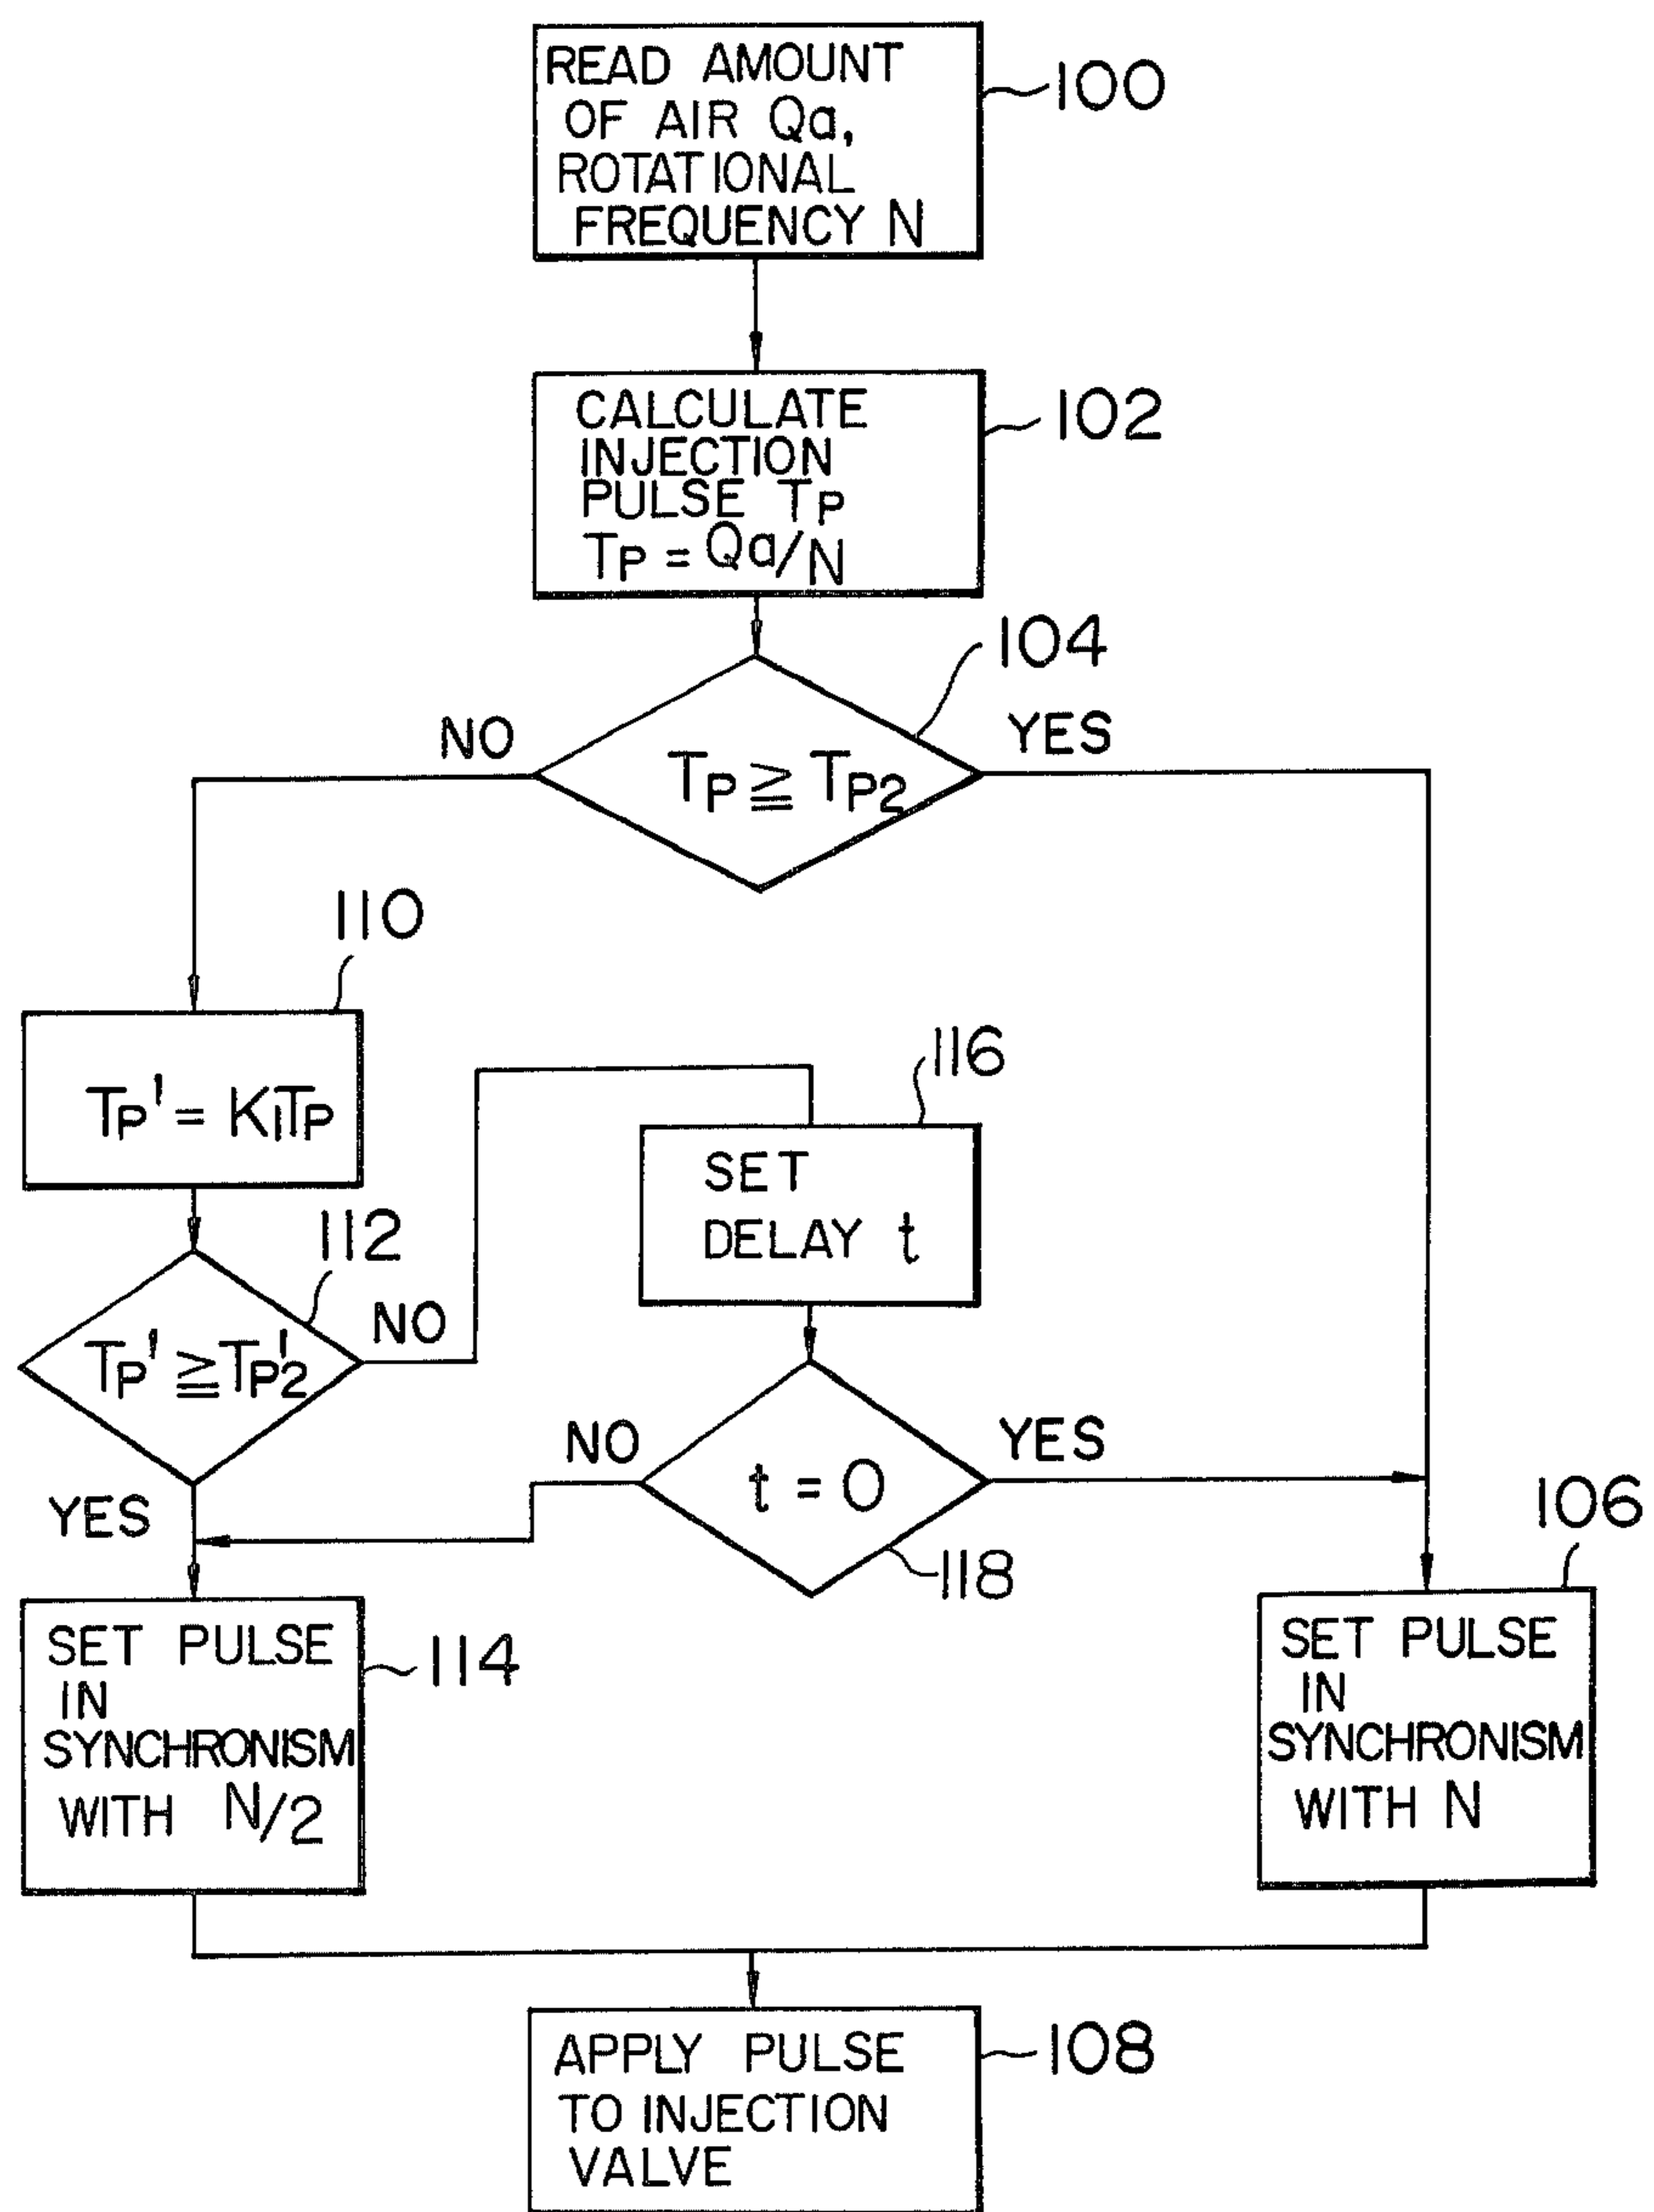 READ AMOUNT
OF AIR Qa,
ROTATIONAL
FREQUENCY N
100
CALCULATE
INJECTION
PULSE TP
TP = Qa/N
102
104
NO
YES
TP ≧ TP2
110
TP' = K1TP
116
SET
DELAY t
112
NO
TP' ≧ TP'2
YES
NO
YES
t = 0
118
106
SET PULSE
IN
SYNCHRONISM
WITH N/2
114
SET PULSE
IN
SYNCHRONISM
WITH N
APPLY PULSE
TO INJECTION
VALVE
108